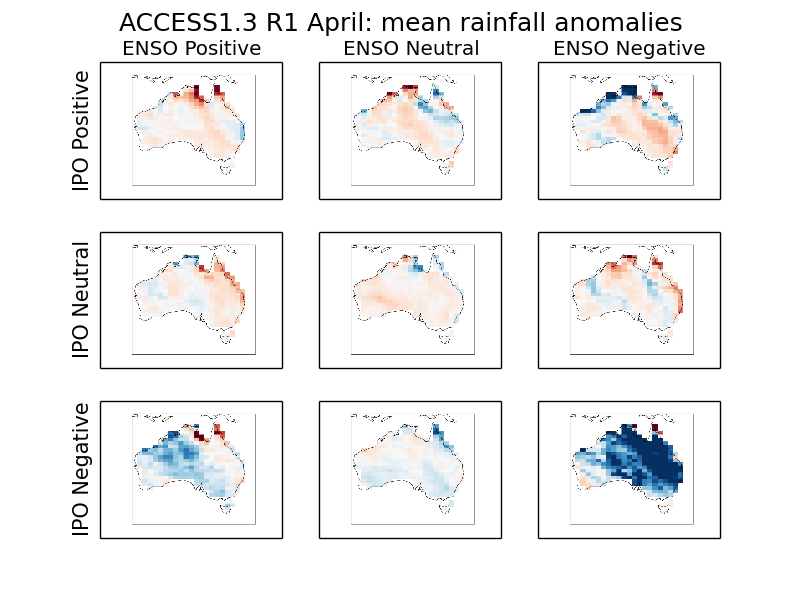 ACCESS1.3 R1 April: mean rainfall anomalies
ENSO Positive
ENSO Neutral
ENSO Negative
IPO Positive
IPO Neutral
IPO Negative